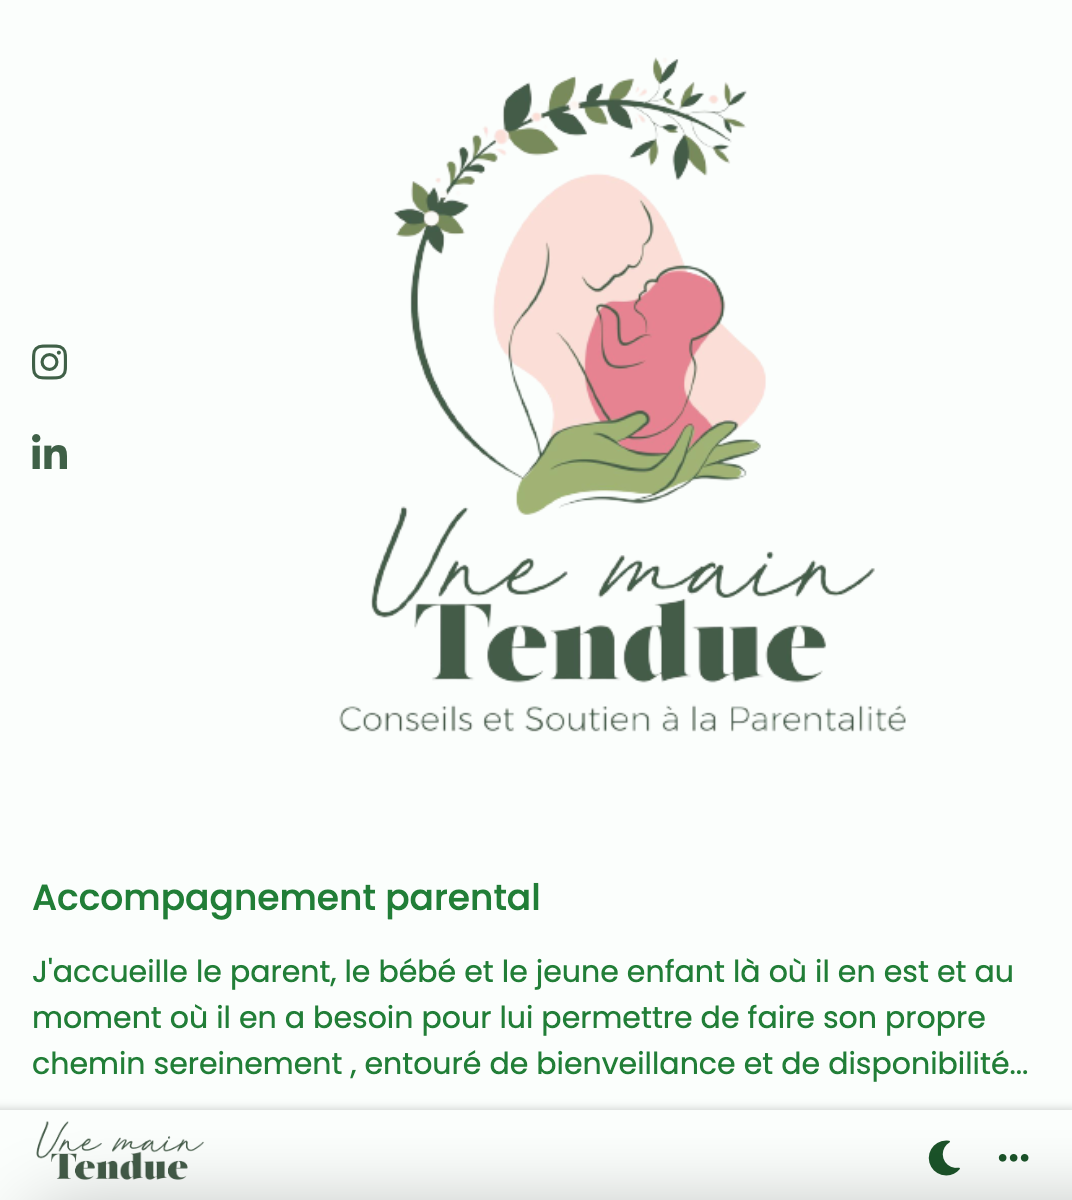 Une main
Tendue
Conseils et Soutien à la Parentalité
in
Accompagnement parental
J'accueille le parent, le bébé et le jeune enfant là où il en est et au
moment où il en a besoin pour lui permettre de faire son propre
chemin sereinement , entouré de bienveillance et de disponibilité...
Une main
Tendue